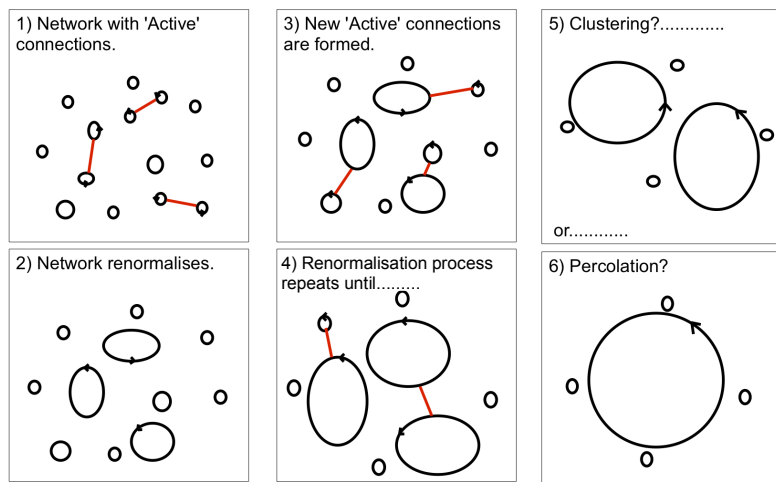 1) Network with 'Active'
connections.
2) Network renormalises.
3) New 'Active' connections
are formed.
4) Renormalisation process
repeats until.........
5) Clustering?.............
or............
6) Percolation?